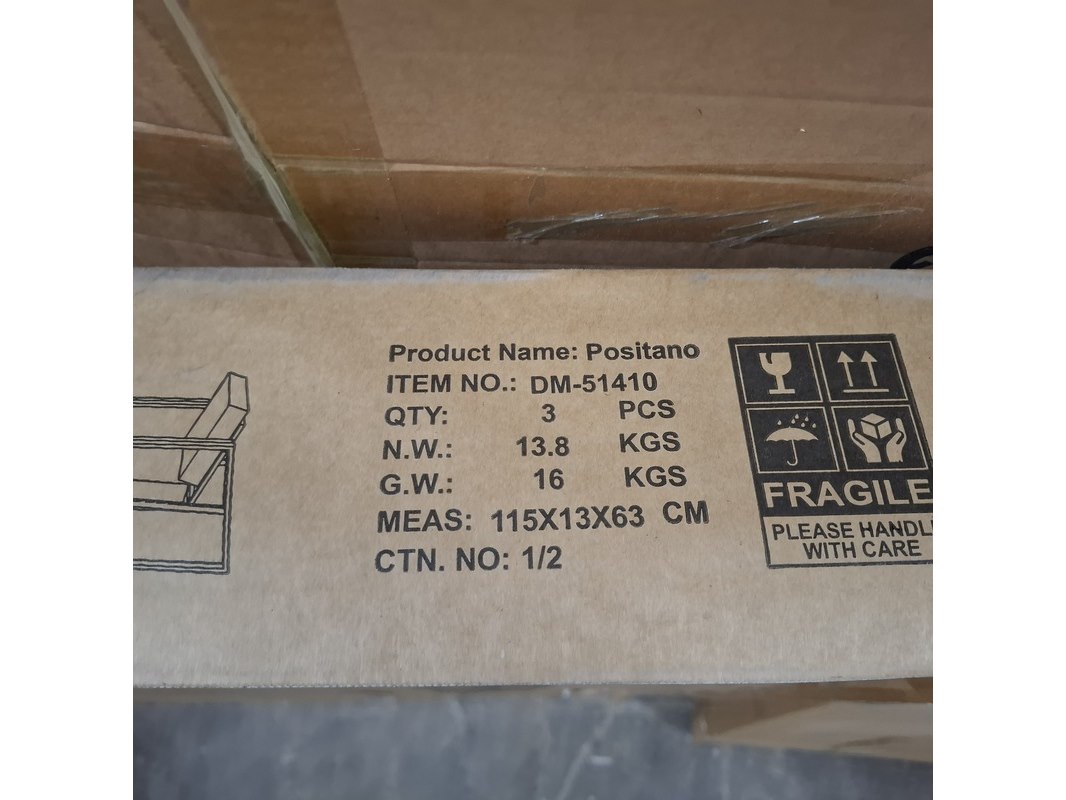 Product Name: Positano
ITEM NO.: DM-51410
QTY: 3 PCS
N.W.: 13.8 KGS
G.W.: 16 KGS
MEAS: 115X13X63 CM
CTN. NO: 1/2
FRAGILE
PLEASE HANDL
WITH CARE